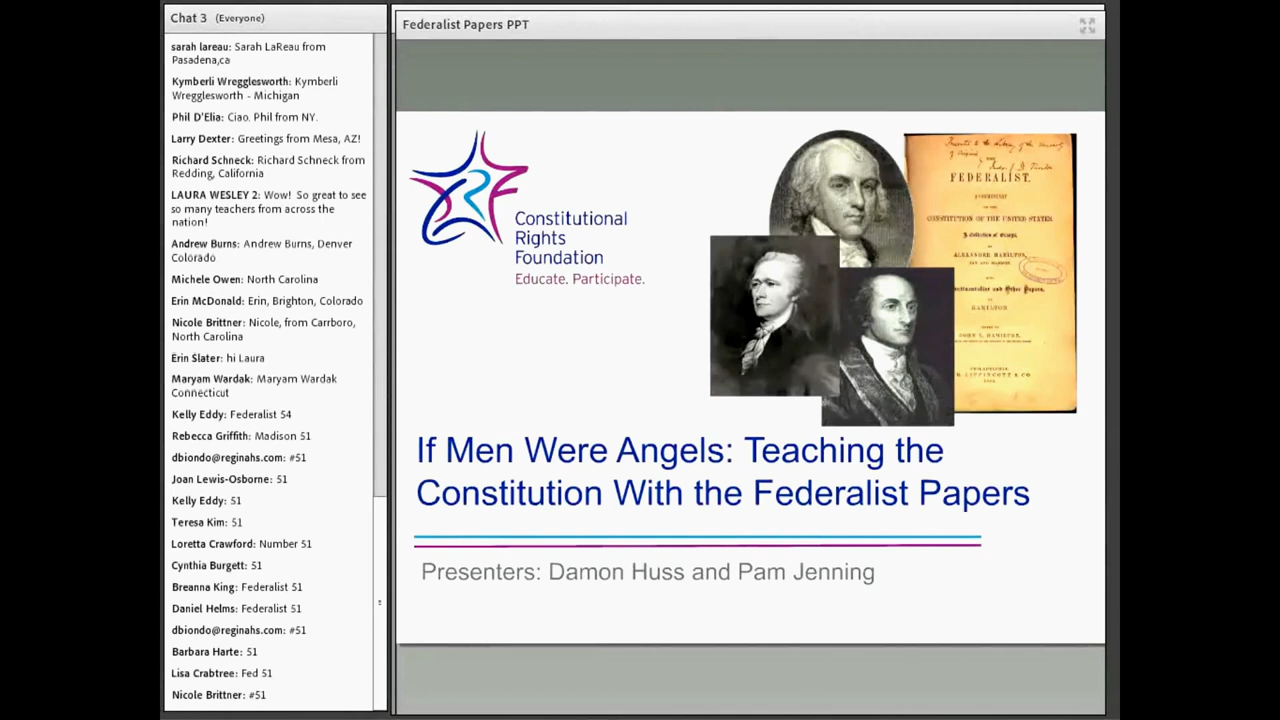 Chat 3 (Everyone)
sarah lareau: Sarah LaReau from
Pasadena,ca
Kymberli Wregglesworth: Kymberli
Wregglesworth - Michigan
Phil D'Elia: Ciao. Phil from NY.
Larry Dexter: Greetings from Mesa, AZ!
Richard Schneck: Richard Schneck from
Redding, California
LAURA WESLEY 2: Wow! So great to see
so many teachers from across the
nation!
Andrew Burns: Andrew Burns, Denver
Colorado
Michele Owen: North Carolina
Erin McDonald: Erin, Brighton, Colorado
Nicole Brittner: Nicole, from Carrboro,
North Carolina
Erin Slater: hi Laura
Maryam Wardak: Maryam Wardak
Connecticut
Kelly Eddy: Federalist 54
Rebecca Griffith: Madison 51
dbiondo@reginahs.com: #51
Joan Lewis-Osborne: 51
Kelly Eddy: 51
Teresa Kim: 51
Loretta Crawford: Number 51
Cynthia Burgett: 51
Breanna King: Federalist 51
Daniel Helms: Federalist 51
dbiondo@reginahs.com: #51
Barbara Harte: 51
Lisa Crabtree: Fed 51
Nicole Brittner: #51
Federalist Papers PPT
CRF
Constitutional
Rights
Foundation
Educate. Participate.
FEDERALIST.
CONSTITUTION OF THE UNITED STATES.
ALEXANDER HAMILTON,
HAMILTON
If Men Were Angels: Teaching the
Constitution With the Federalist Papers
Presenters: Damon Huss and Pam Jenning